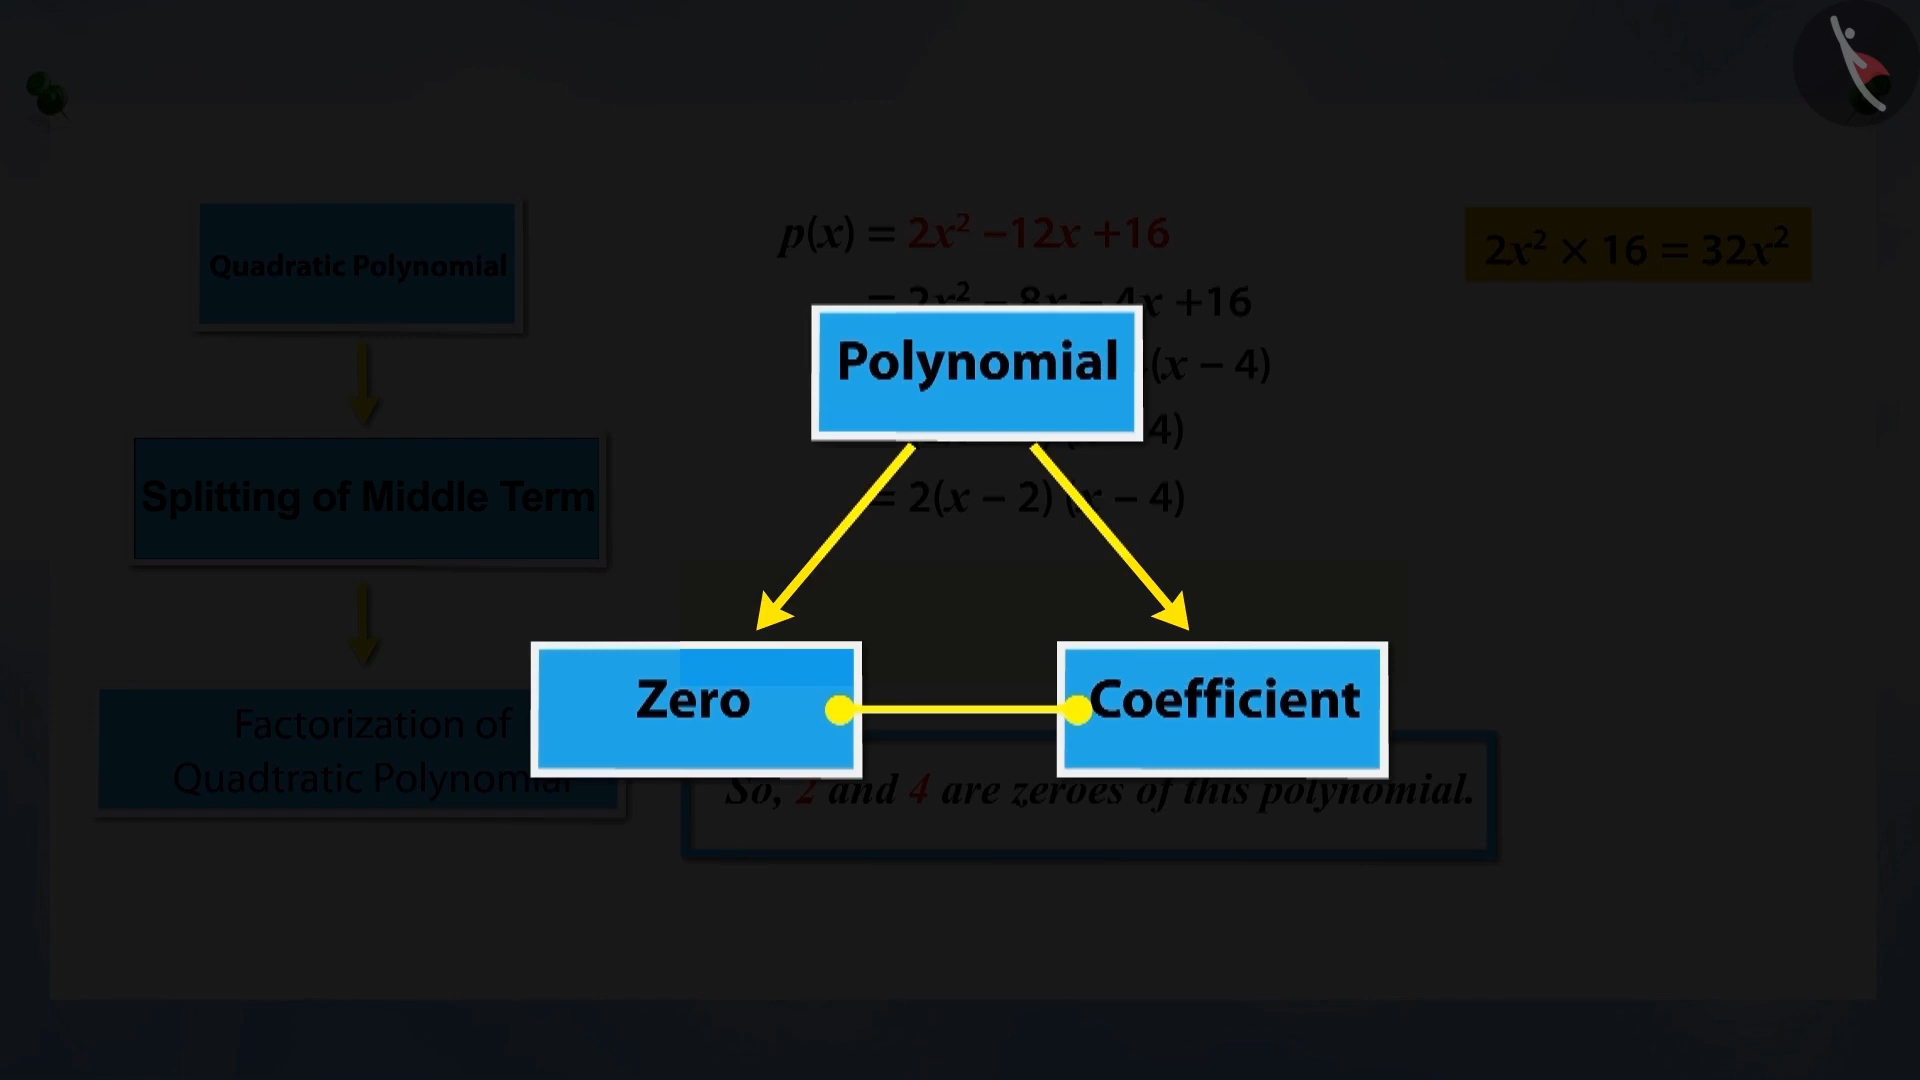 Quadratic Polynomial
Splitting of Middle Term
Factorization of
Quadtratic Polynomial
p(x) = 2x² –12x +16
= 2x² – 8x – 4x +16
(x – 4)
4)
= 2(x – 2) (x – 4)
2x² × 16 = 32x²
Polynomial
Zero
Coefficient
So, 2 and 4 are zeroes of this polynomial.